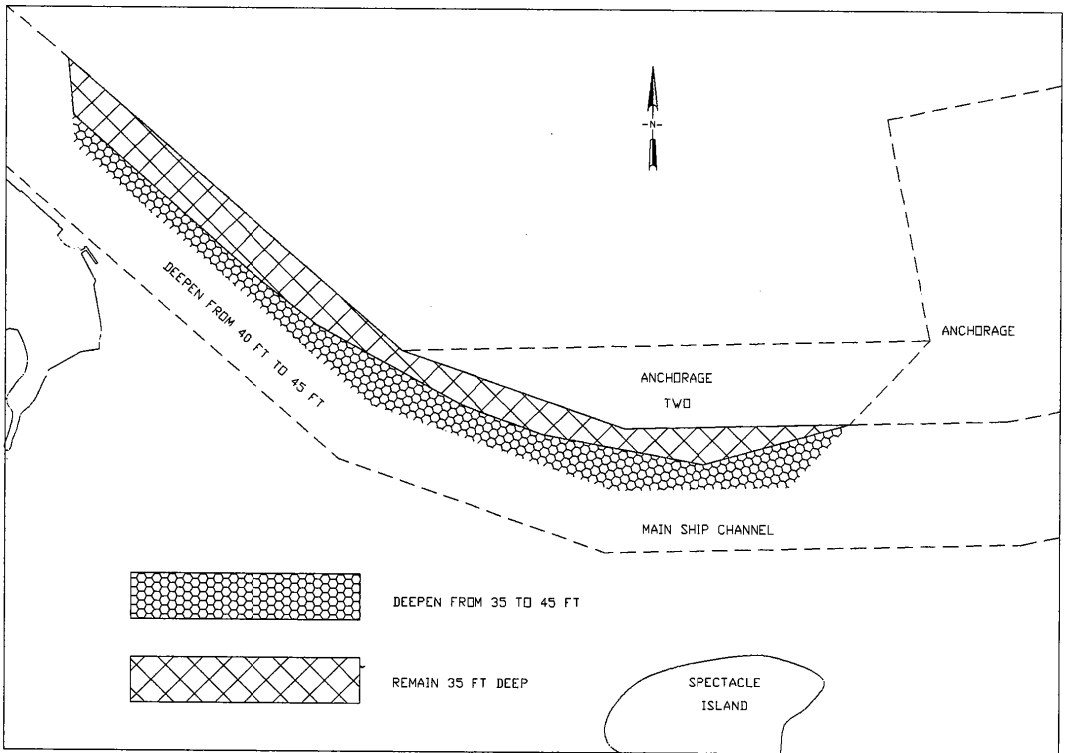 -N-
DEEPEN FROM 40 FT TO 45 FT
ANCHORAGE
ANCHORAGE
TWO
MAIN SHIP CHANNEL
DEEPEN FROM 35 TO 45 FT
REMAIN 35 FT DEEP
SPECTACLE
ISLAND